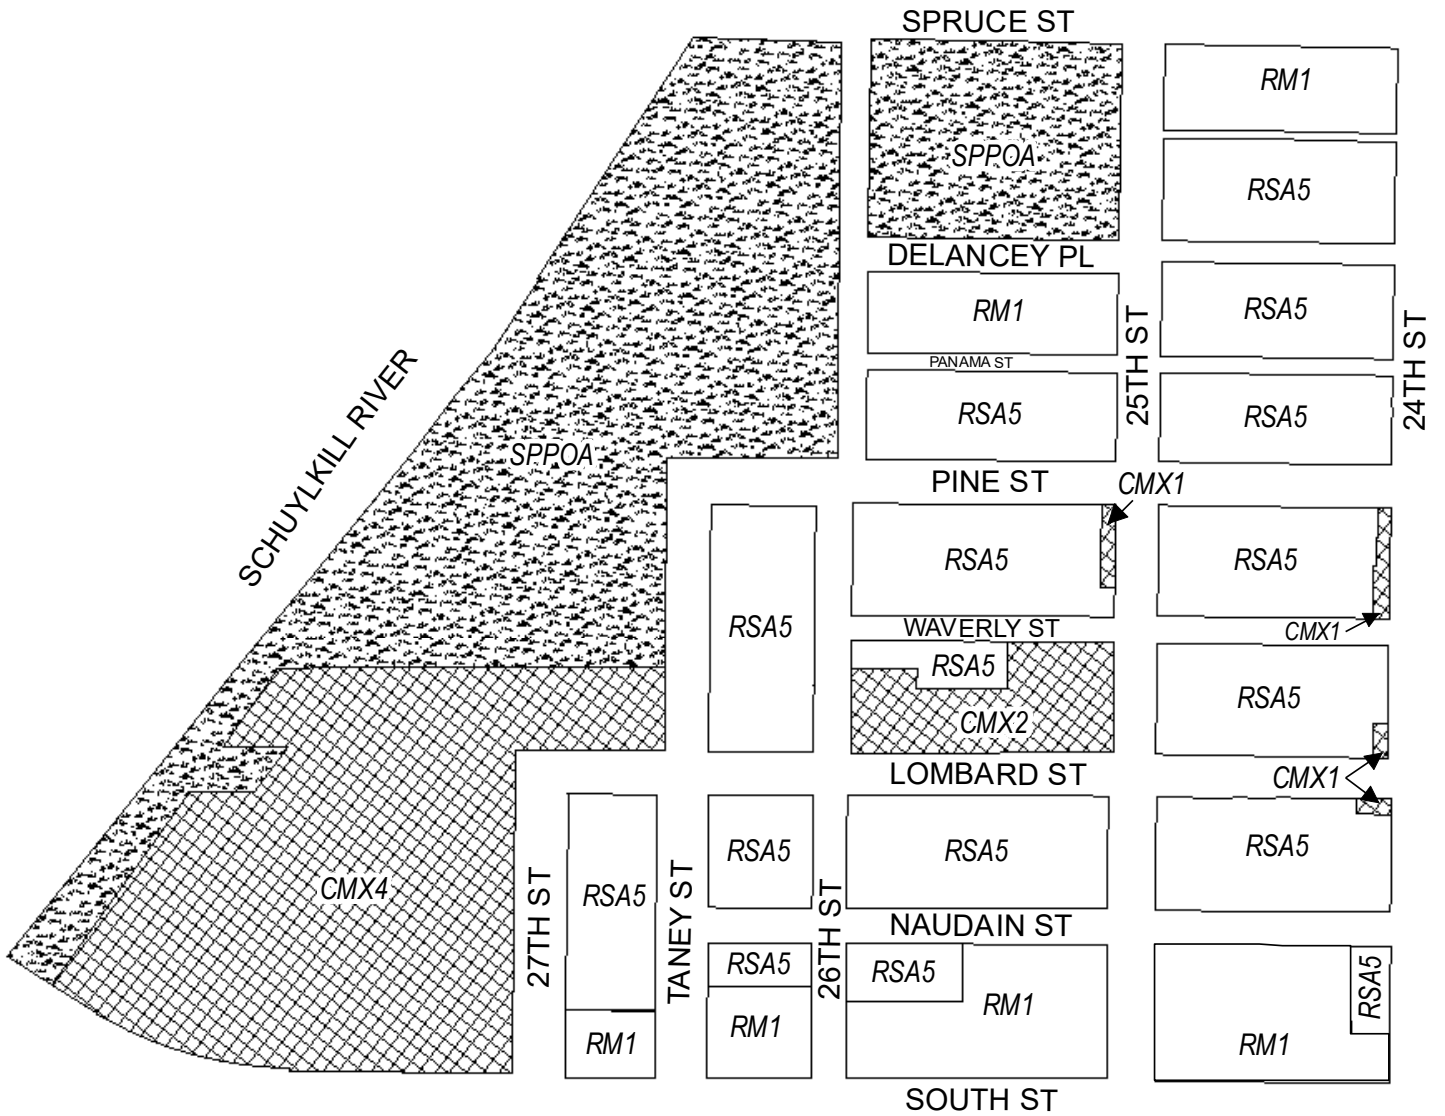 SPRUCE ST
RM1
SPPOA
RSA5
DELANCEY PL
RM1
RSA5
25TH ST
24TH ST
PANAMA ST
RSA5
RSA5
SCHUYLKILL RIVER
SPPOA
PINE ST
CMX1
RSA5
RSA5
RSA5
WAVERLY ST
CMX1
RSA5
RSA5
CMX2
LOMBARD ST
CMX1
RSA5
RSA5
RSA5
CMX4
RSA5
27TH ST
TANEY ST
26TH ST
NAUDAIN ST
RSA5
RSA5
RSA5
RM1
RM1
RM1
RM1
SOUTH ST